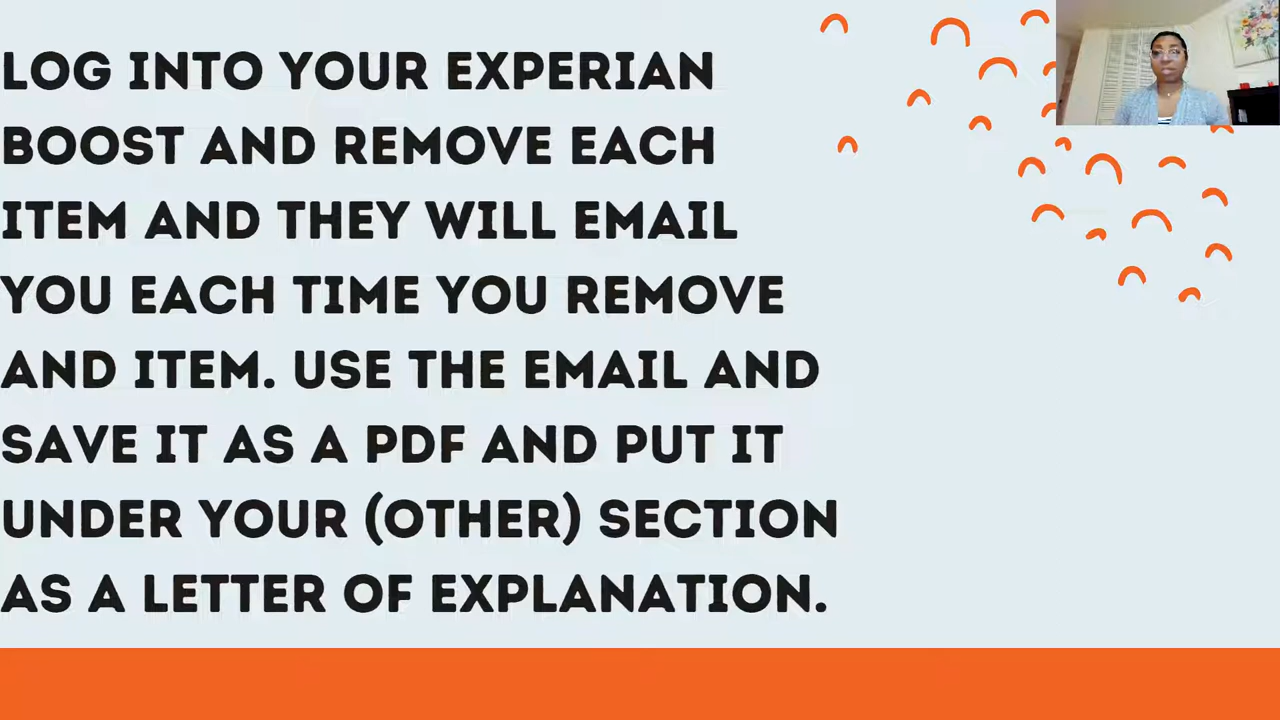 LOG INTO YOUR EXPERIAN
BOOST AND REMOVE EACH
ITEM AND THEY WILL EMAIL
YOU EACH TIME YOU REMOVE
AND ITEM. USE THE EMAIL AND
SAVE IT AS A PDF AND PUT IT
UNDER YOUR (OTHER) SECTION
AS A LETTER OF EXPLANATION.